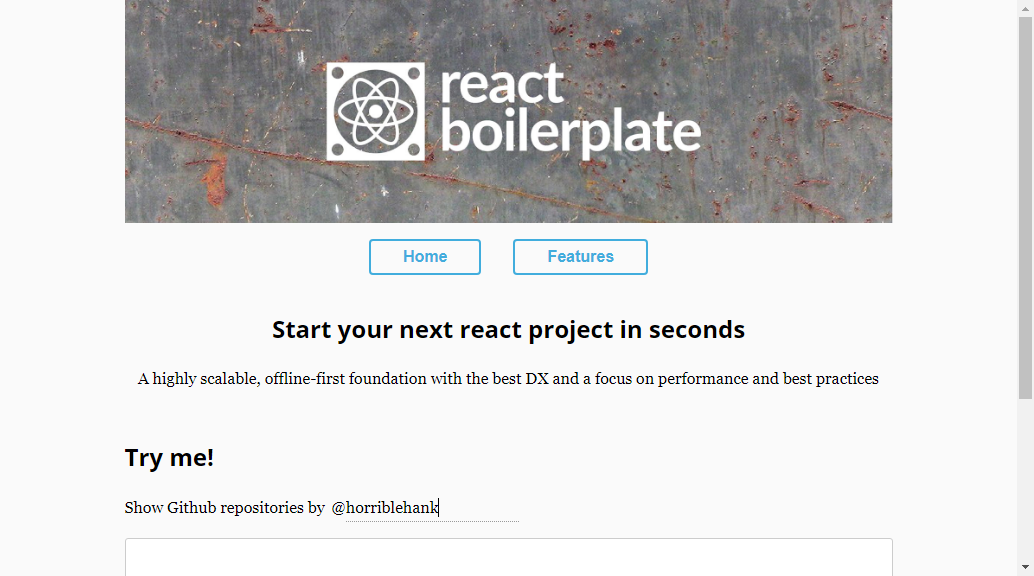 react
boilerplate
Home Features
Start your next react project in seconds
A highly scalable, offline-first foundation with the best DX and a focus on performance and best practices
Try me!
Show Github repositories by @horriblehank